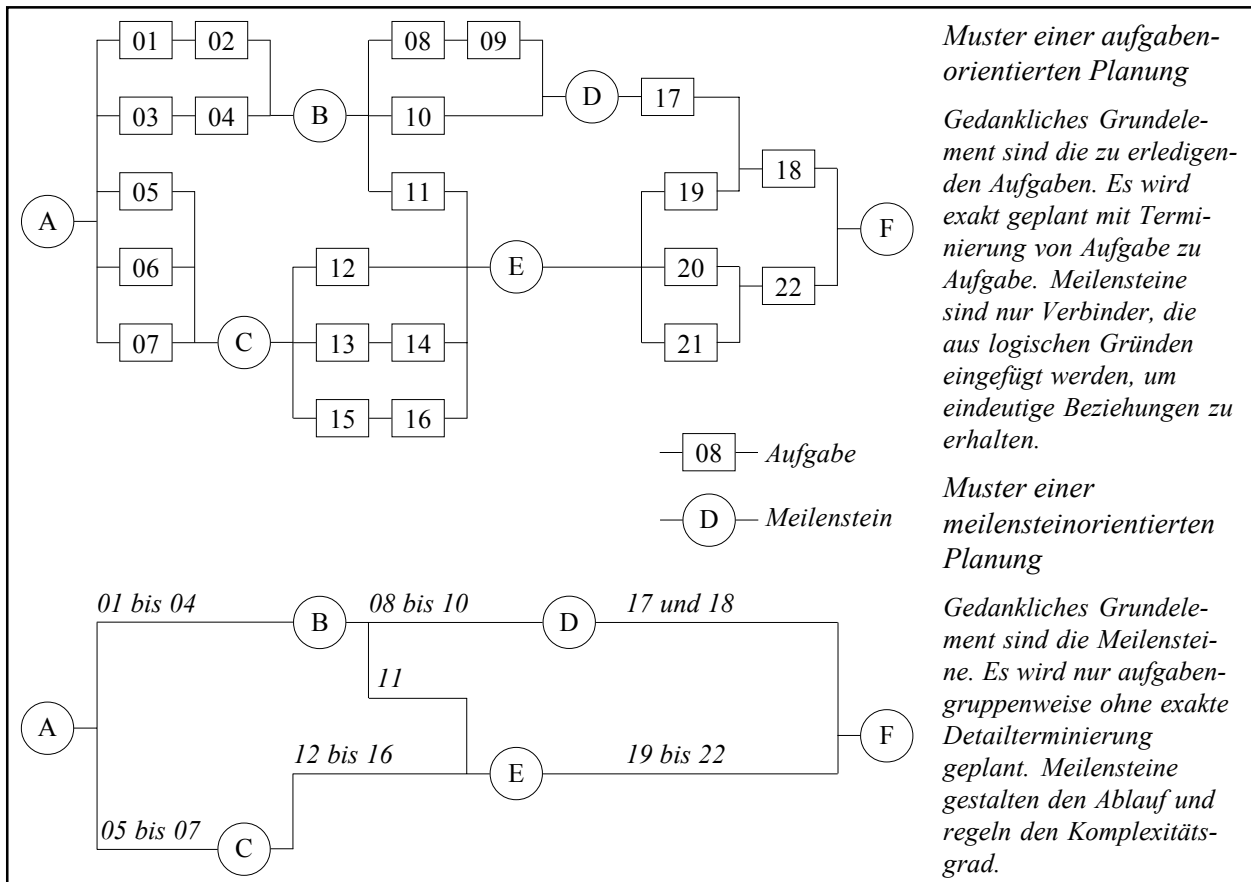 01 02 08 09
03 04 B 10 D 17
05 11 19 18
A F
06 12 E 20 22
07 C 13 14 21
15 16
08 Aufgabe
D Meilenstein
01 bis 04 B 08 bis 10 D 17 und 18
11
A F
12 bis 16 E 19 bis 22
05 bis 07 C
Muster einer aufgaben-
orientierten Planung
Gedankliches Grundele-
ment sind die zu erledigen-
den Aufgaben. Es wird
exakt geplant mit Termi-
nierung von Aufgabe zu
Aufgabe. Meilensteine
sind nur Verbinder, die
aus logischen Gründen
eingefügt werden, um
eindeutige Beziehungen zu
erhalten.
Muster einer
meilensteinorientierten
Planung
Gedankliches Grundele-
ment sind die Meilenstei-
ne. Es wird nur aufgaben-
gruppenweise ohne exakte
Detailterminierung
geplant. Meilensteine
gestalten den Ablauf und
regeln den Komplexitäts-
grad.